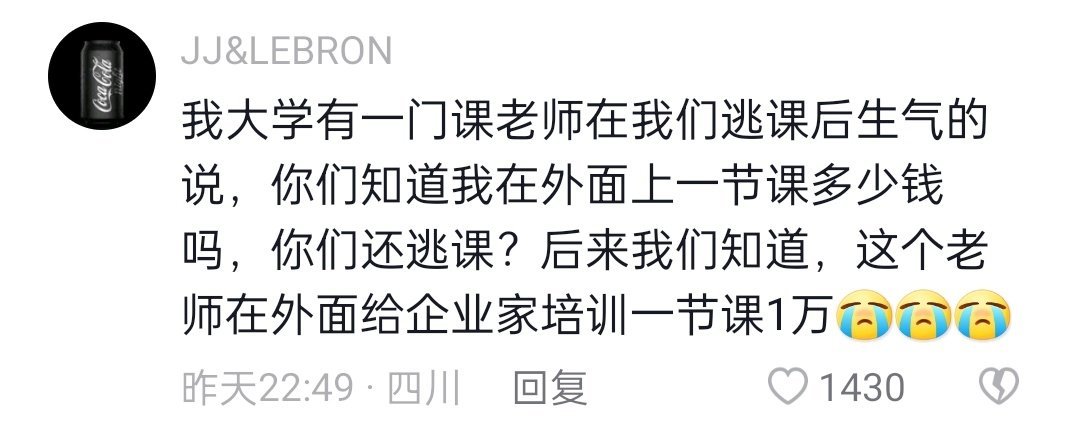 JJ&LEBRON
我大学有一门课老师在我们逃课后生气的
说，你们知道我在外面上一节课多少钱
吗，你们还逃课？后来我们知道，这个老
师在外面给企业家培训一节课1万😭😭😭
昨天22:49 · 四川 回复 1430
Coca Cola